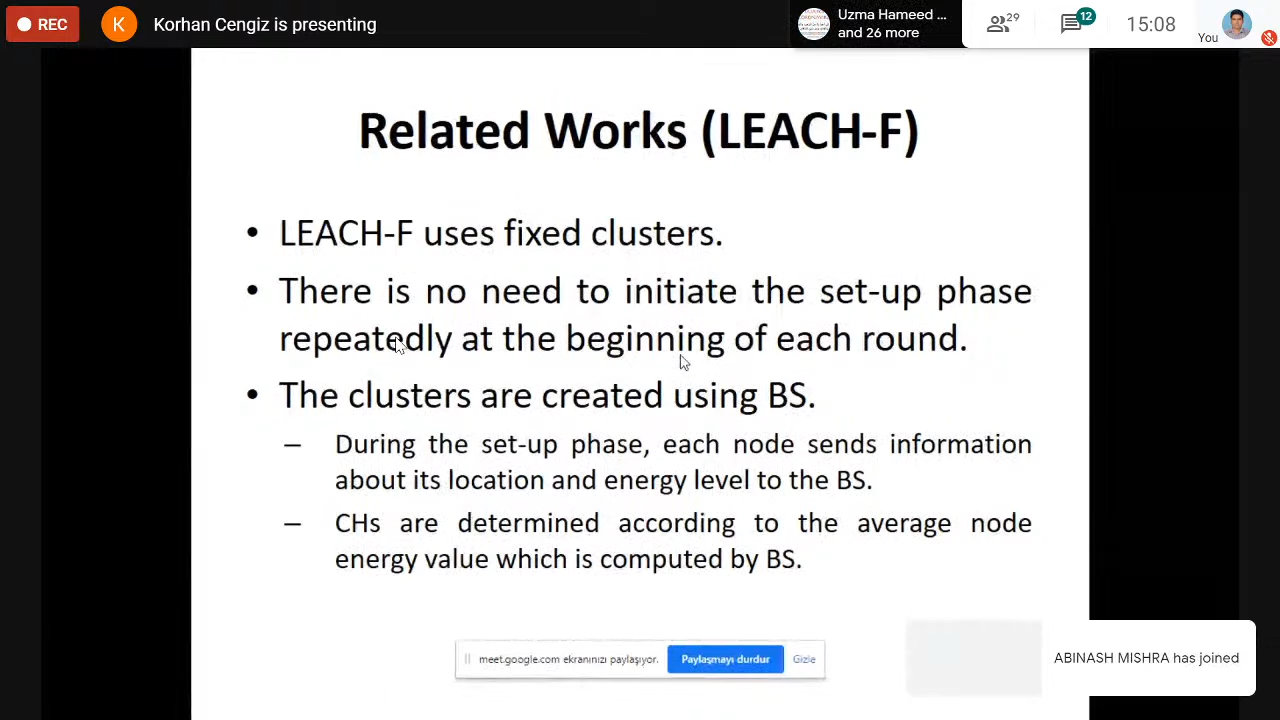 REC
K
Korhan Cengiz is presenting
Uzma Hameed ...
and 26 more
29
12
15:08
You
Related Works (LEACH-F)
• LEACH-F uses fixed clusters.
• There is no need to initiate the set-up phase
repeatedly at the beginning of each round.
• The clusters are created using BS.
– During the set-up phase, each node sends information
about its location and energy level to the BS.
– CHs are determined according to the average node
energy value which is computed by BS.
meet.google.com ekranınızı paylaşıyor.
Paylaşmayı durdur
Gizle
ABINASH MISHRA has joined